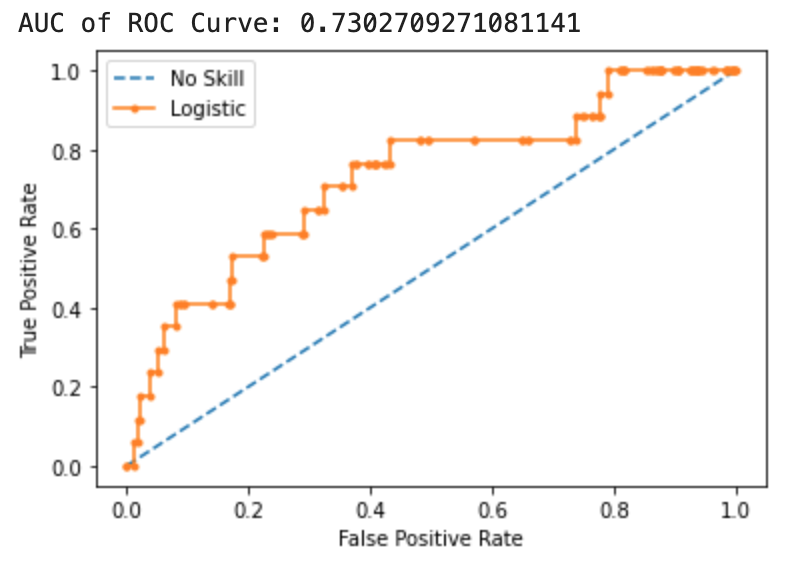 AUC of ROC Curve: 0.7302709271081141
No Skill
Logistic
True Positive Rate
1.0
0.8
0.6
0.4
0.2
0.0
0.0 0.2 0.4 0.6 0.8 1.0
False Positive Rate